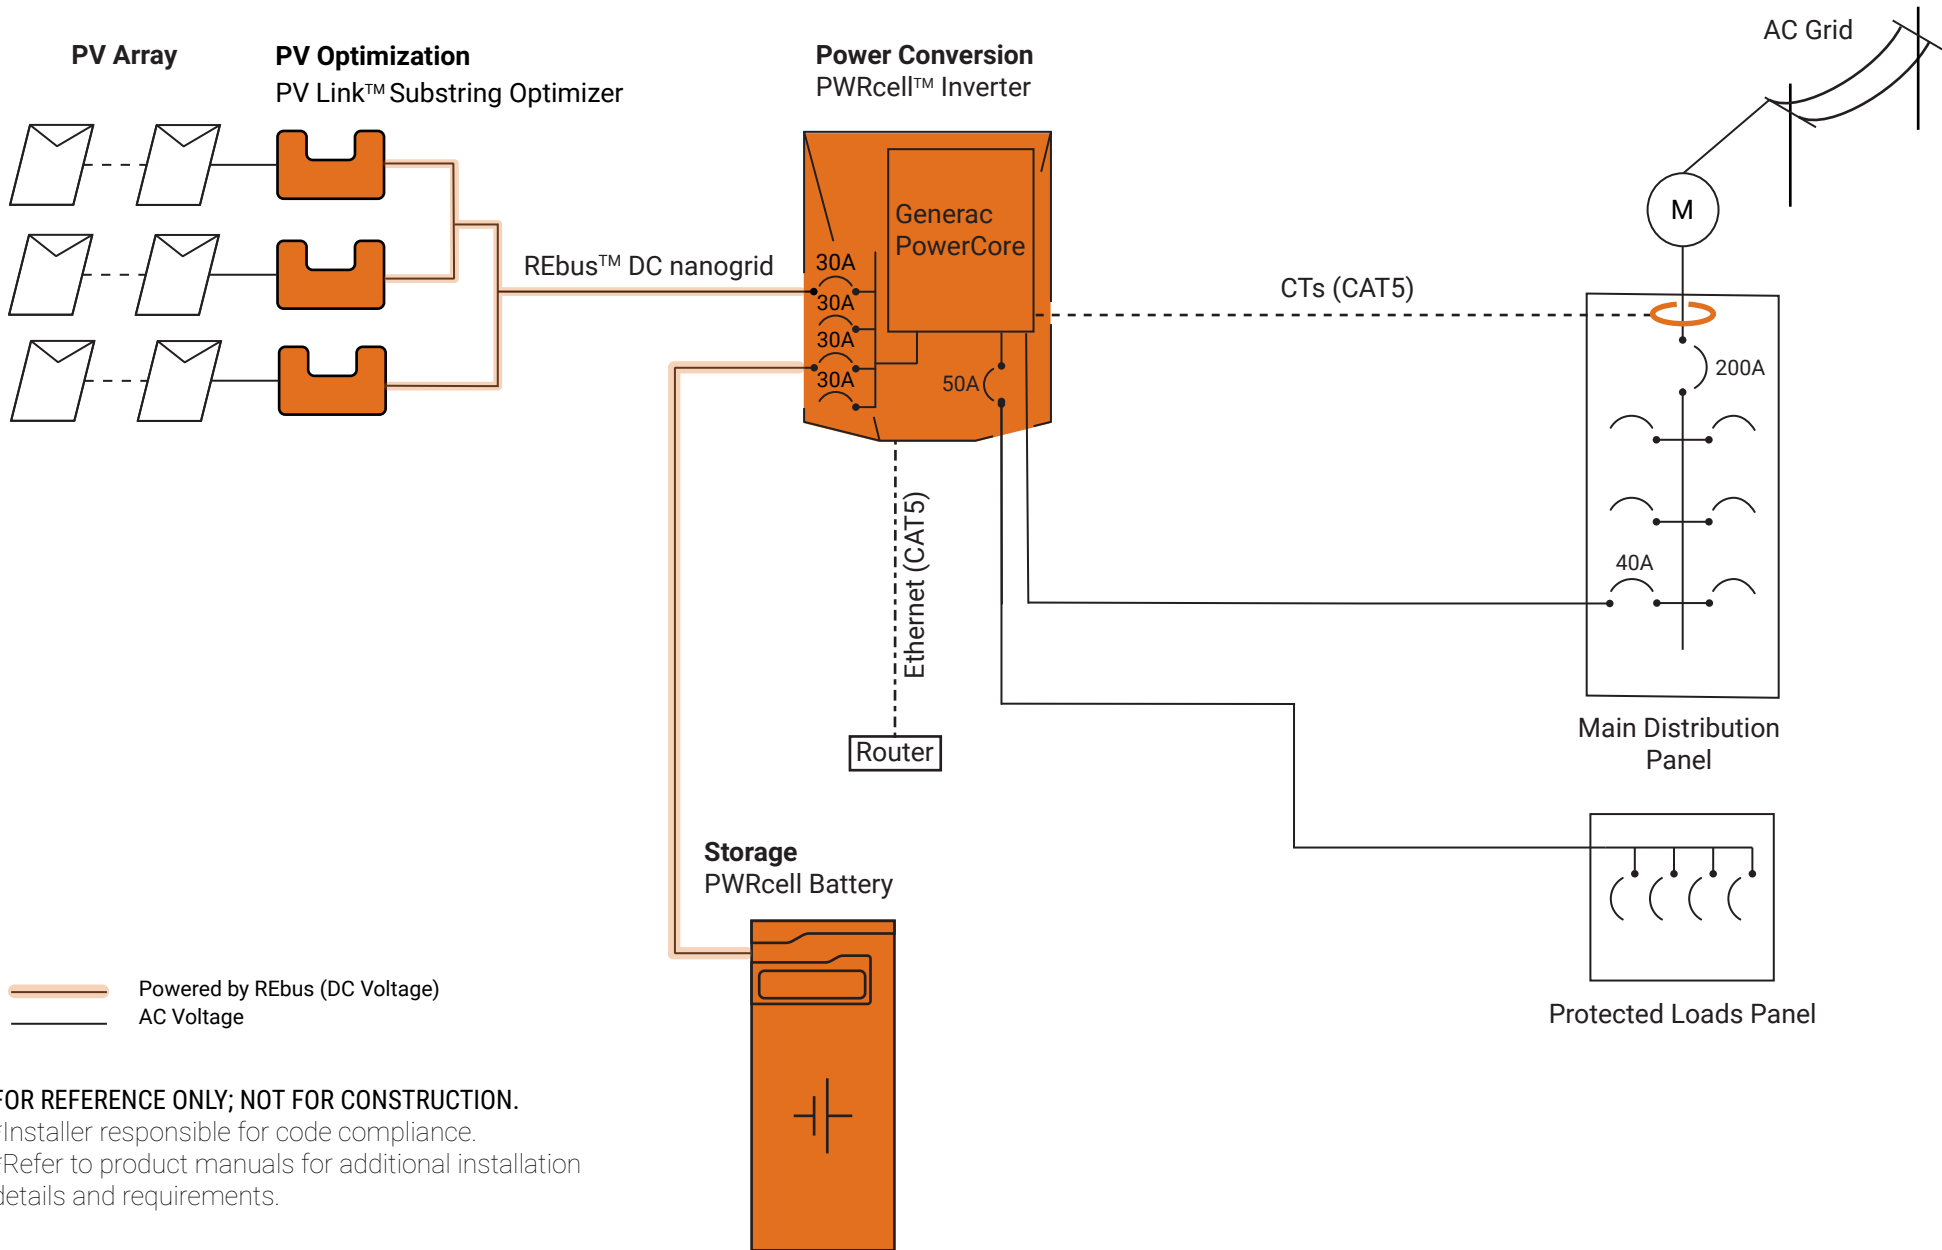 PV Array
PV Optimization
PV Link™ Substring Optimizer
Power Conversion
PWRcell™ Inverter
AC Grid
M
Generac
PowerCore
REbus™ DC nanogrid
30A
30A
30A
30A
50A
CTs (CAT5)
200A
40A
Ethernet (CAT5)
Router
Main Distribution
Panel
Storage
PWRcell Battery
Protected Loads Panel
Powered by REbus (DC Voltage)
AC Voltage
FOR REFERENCE ONLY; NOT FOR CONSTRUCTION.
*Installer responsible for code compliance.
*Refer to product manuals for additional installation
details and requirements.